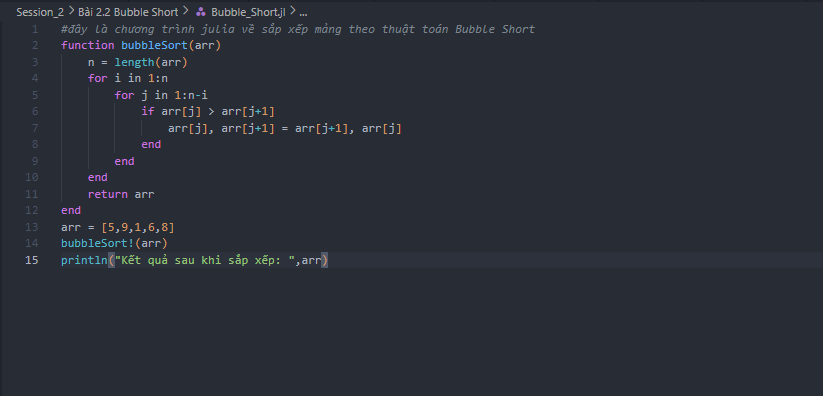 Session_2 > Bài 2.2 Bubble Short > Bubble_Short.jl > ...
1 #đây là chương trình julia về sắp xếp mảng theo thuật toán Bubble Short
2 function bubbleSort(arr)
3     n = length(arr)
4     for i in 1:n
5         for j in 1:n-i
6             if arr[j] > arr[j+1]
7                 arr[j], arr[j+1] = arr[j+1], arr[j]
8             end
9         end
10     end
11     return arr
12 end
13 arr = [5,9,1,6,8]
14 bubbleSort!(arr)
15 println("Kết quả sau khi sắp xếp: ",arr)